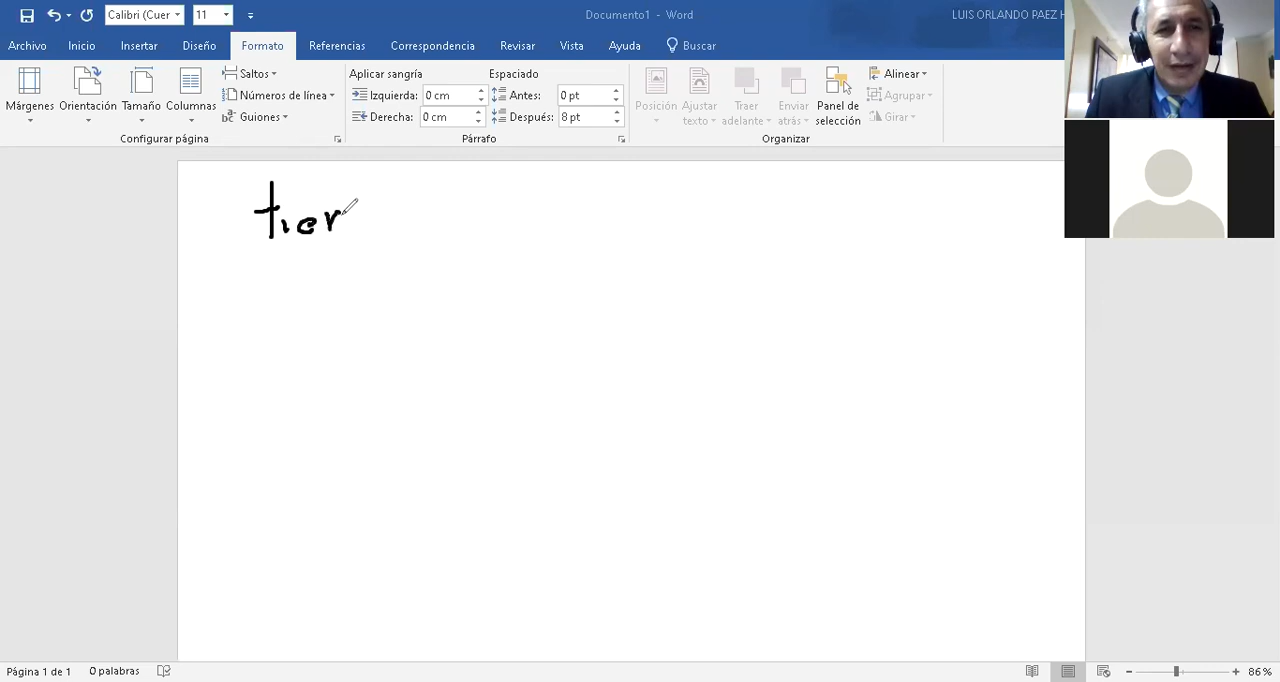 Calibri (Cuer 11 Documento1 - Word LUIS ORLANDO PAEZ H
Archivo Inicio Insertar Diseño Formato Referencias Correspondencia Revisar Vista Ayuda Buscar
Saltos Aplicar sangría Espaciado Alinear
Números de línea Izquierda: 0 cm Antes: 0 pt Agrupar
Márgenes Orientación Tamaño Columnas Posición Ajustar texto Traer adelante Enviar atrás Panel de selección
Guiones Derecha: 0 cm Después: 8 pt Girar
Configurar página Párrafo Organizar
tier
Página 1 de 1 0 palabras 86%